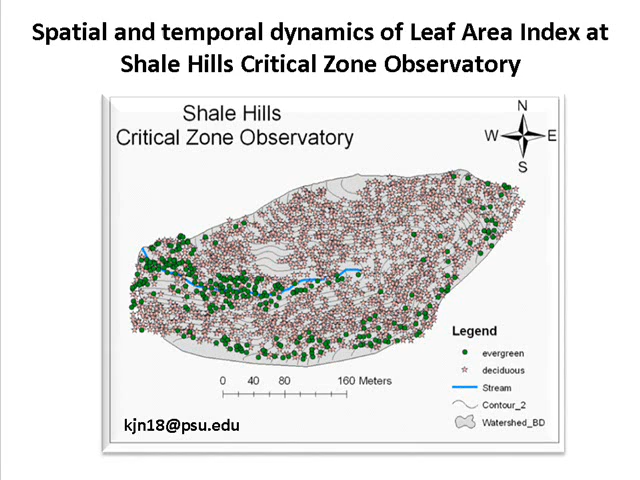 Spatial and temporal dynamics of Leaf Area Index at
Shale Hills Critical Zone Observatory
Shale Hills
Critical Zone Observatory
N
W E
S
Legend
evergreen
deciduous
Stream
Contour_2
Watershed_BD
0 40 80 160 Meters
kjn18@psu.edu